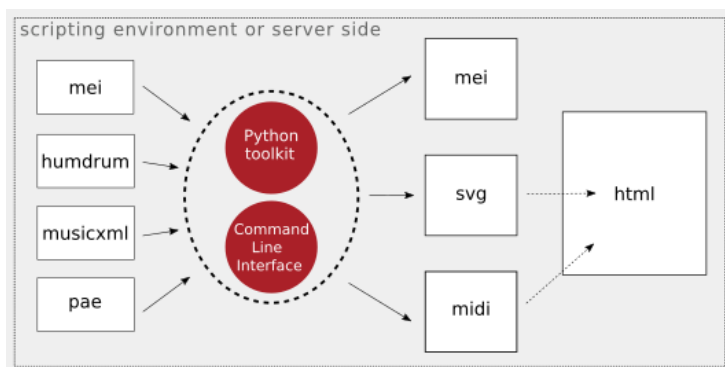 scripting environment or server side
mei
humdrum
musicxml
pae
Python
toolkit
Command
Line
Interface
mei
svg
midi
html